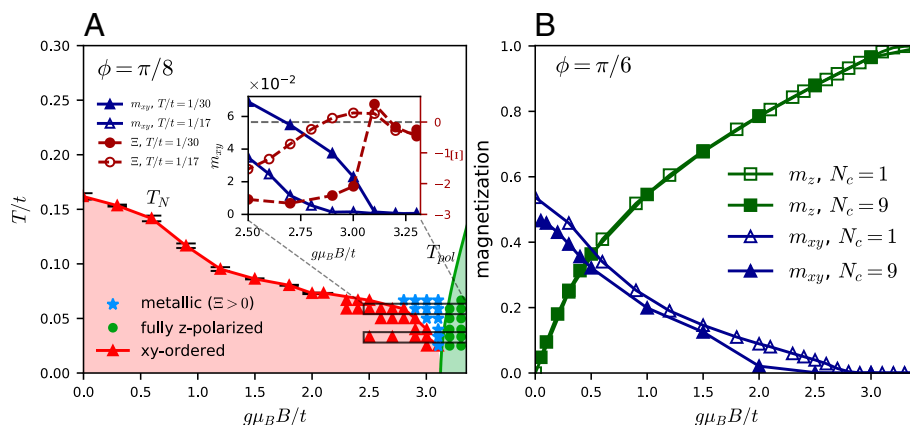 A
B
ϕ = π/8
m_xy, T/t = 1/30
m_xy, T/t = 1/17
Ξ, T/t = 1/30
Ξ, T/t = 1/17
×10⁻²
6
4
2
0
m_xy
2.50
2.75
3.00
3.25
gμ_B B/t
0
−1
−2
−3
[Ξ]
T_N
T_pol
metallic (Ξ > 0)
fully z-polarized
xy-ordered
T/t
0.30
0.25
0.20
0.15
0.10
0.05
0.00
0.0 0.5 1.0 1.5 2.0 2.5 3.0
gμ_B B/t
ϕ = π/6
magnetization
1.0
0.8
0.6
0.4
0.2
0.0
m_z, N_c = 1
m_z, N_c = 9
m_xy, N_c = 1
m_xy, N_c = 9
0.0 0.5 1.0 1.5 2.0 2.5 3.0
gμ_B B/t